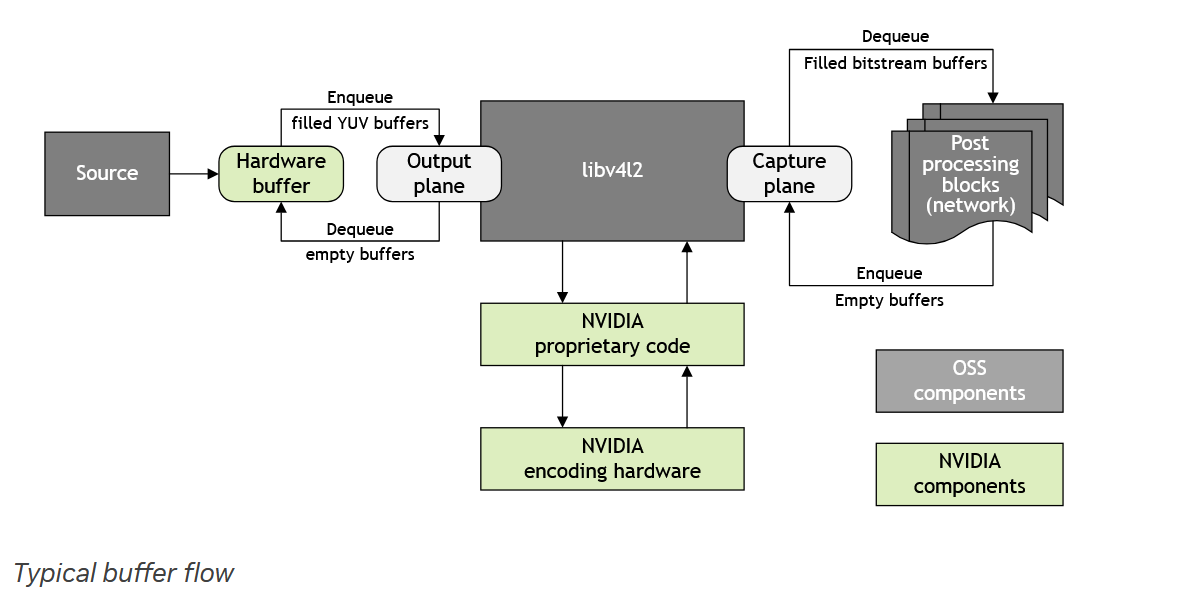 Dequeue
Filled bitstream buffers
Enqueue
filled YUV buffers
Source
Hardware
buffer
Output
plane
libv4l2
Capture
plane
Post
processing
blocks
(network)
Dequeue
empty buffers
Enqueue
Empty buffers
NVIDIA
proprietary code
OSS
components
NVIDIA
encoding hardware
NVIDIA
components
Typical buffer flow